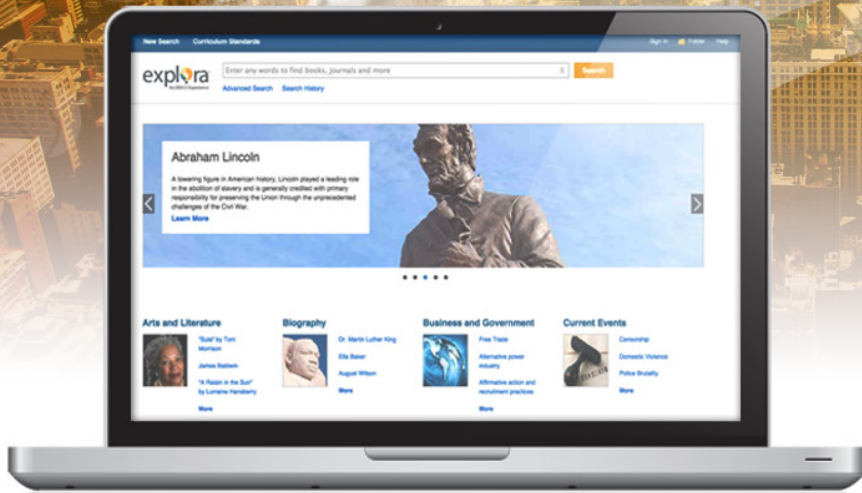 New Search Curriculum Standards
Sign In Folder Help
explora
Enter any words to find books, journals and more X Search
Advanced Search Search History
Abraham Lincoln
A towering figure in American history, Lincoln played a leading role
in the abolition of slavery and is generally credited with primary
responsibility for preserving the Union through the unprecedented
challenges of the Civil War.
Learn More
Arts and Literature
"Sula" by Toni
Morrison
James Baldwin
"A Raisin in the Sun"
by Lorraine Hansberry
More
Biography
Dr. Martin Luther King
Ella Baker
August Wilson
More
Business and Government
Free Trade
Alternative power
industry
Affirmative action and
recruitment practices
More
Current Events
Censorship
Domestic Violence
Police Brutality
More